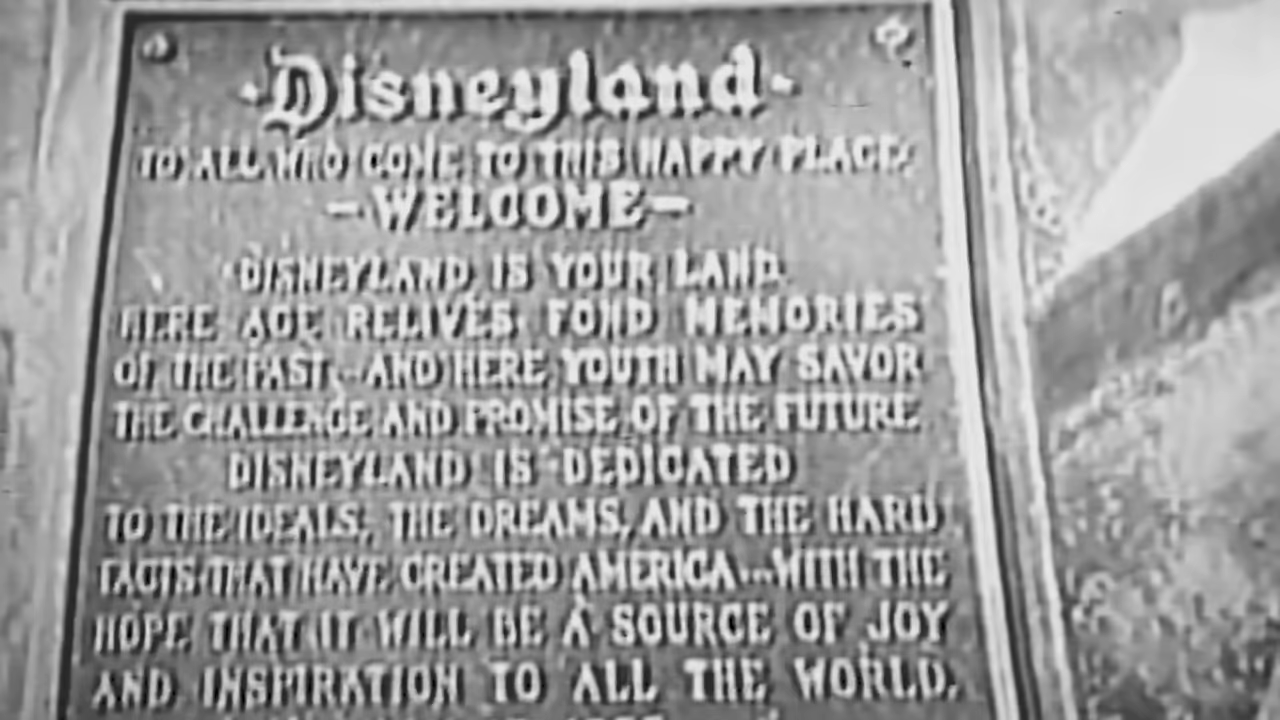 ·Disneyland·
TO ALL WHO COME TO THIS HAPPY PLACE:
-WELCOME-
DISNEYLAND IS YOUR LAND.
HERE AGE RELIVES FOND MEMORIES
OF THE PAST...AND HERE YOUTH MAY SAVOR
THE CHALLENGE AND PROMISE OF THE FUTURE.
DISNEYLAND IS DEDICATED
TO THE IDEALS, THE DREAMS, AND THE HARD
FACTS THAT HAVE CREATED AMERICA...WITH THE
HOPE THAT IT WILL BE A SOURCE OF JOY
AND INSPIRATION TO ALL THE WORLD.